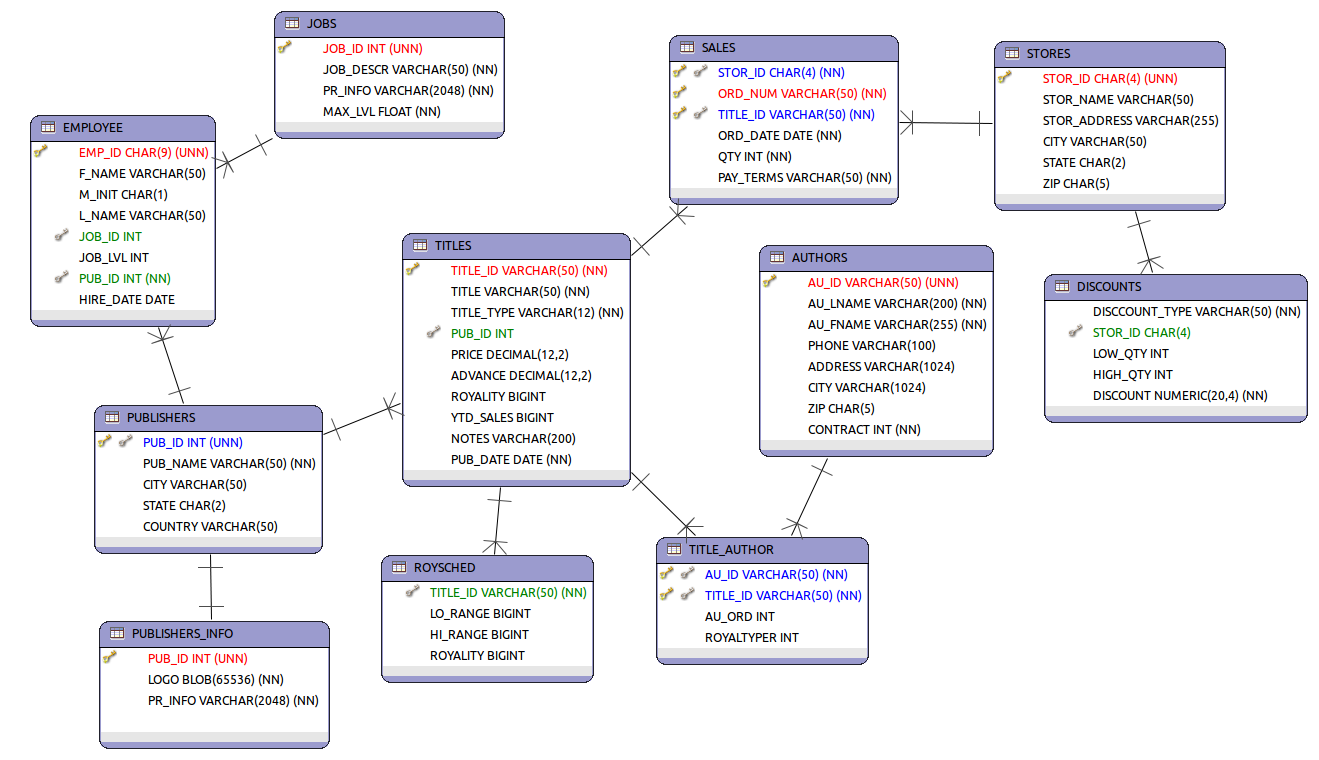 JOBS
JOB_ID INT (UNN)
JOB_DESCR VARCHAR(50) (NN)
PR_INFO VARCHAR(2048) (NN)
MAX_LVL FLOAT (NN)
EMPLOYEE
EMP_ID CHAR(9) (UNN)
F_NAME VARCHAR(50)
M_INIT CHAR(1)
L_NAME VARCHAR(50)
JOB_ID INT
JOB_LVL INT
PUB_ID INT (NN)
HIRE_DATE DATE
SALES
STOR_ID CHAR(4) (NN)
ORD_NUM VARCHAR(50) (NN)
TITLE_ID VARCHAR(50) (NN)
ORD_DATE DATE (NN)
QTY INT (NN)
PAY_TERMS VARCHAR(50) (NN)
STORES
STOR_ID CHAR(4) (UNN)
STOR_NAME VARCHAR(50)
STOR_ADDRESS VARCHAR(255)
CITY VARCHAR(50)
STATE CHAR(2)
ZIP CHAR(5)
TITLES
TITLE_ID VARCHAR(50) (NN)
TITLE VARCHAR(50) (NN)
TITLE_TYPE VARCHAR(12) (NN)
PUB_ID INT
PRICE DECIMAL(12,2)
ADVANCE DECIMAL(12,2)
ROYALITY BIGINT
YTD_SALES BIGINT
NOTES VARCHAR(200)
PUB_DATE DATE (NN)
AUTHORS
AU_ID VARCHAR(50) (UNN)
AU_LNAME VARCHAR(200) (NN)
AU_FNAME VARCHAR(255) (NN)
PHONE VARCHAR(100)
ADDRESS VARCHAR(1024)
CITY VARCHAR(1024)
ZIP CHAR(5)
CONTRACT INT (NN)
DISCOUNTS
DISCCOUNT_TYPE VARCHAR(50) (NN)
STOR_ID CHAR(4)
LOW_QTY INT
HIGH_QTY INT
DISCOUNT NUMERIC(20,4) (NN)
PUBLISHERS
PUB_ID INT (UNN)
PUB_NAME VARCHAR(50) (NN)
CITY VARCHAR(50)
STATE CHAR(2)
COUNTRY VARCHAR(50)
ROYSCHED
TITLE_ID VARCHAR(50) (NN)
LO_RANGE BIGINT
HI_RANGE BIGINT
ROYALITY BIGINT
TITLE_AUTHOR
AU_ID VARCHAR(50) (NN)
TITLE_ID VARCHAR(50) (NN)
AU_ORD INT
ROYALTYPER INT
PUBLISHERS_INFO
PUB_ID INT (UNN)
LOGO BLOB(65536) (NN)
PR_INFO VARCHAR(2048) (NN)